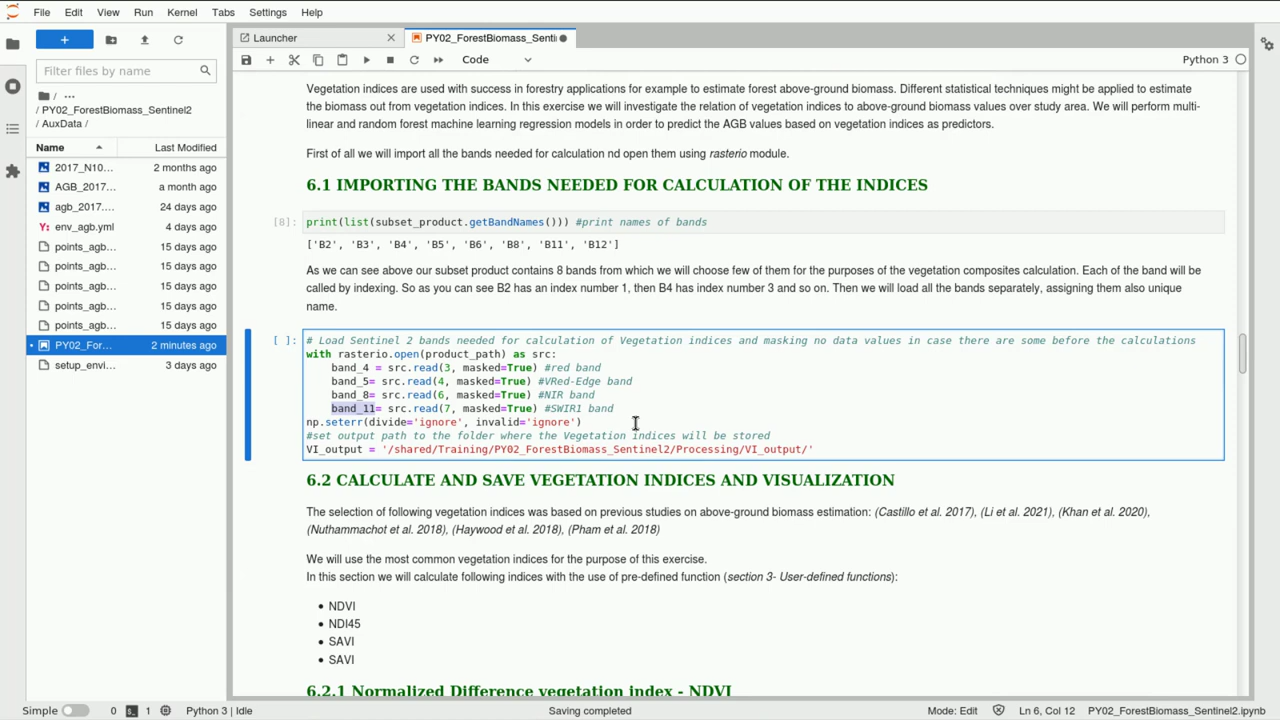 File Edit View Run Kernel Tabs Settings Help
Launcher
PY02_ForestBiomass_Senti
Filter files by name
/ ...
/ PY02_ForestBiomass_Sentinel2
/ AuxData /
Name Last Modified
2017_N10... 2 months ago
AGB_2017... a month ago
agb_2017.... 24 days ago
env_agb.yml 4 days ago
points_agb... 15 days ago
points_agb... 15 days ago
points_agb... 15 days ago
points_agb... 15 days ago
points_agb... 15 days ago
PY02_For... 2 minutes ago
setup_envi... 3 days ago
Code
Python 3
Vegetation indices are used with success in forestry applications for example to estimate forest above-ground biomass. Different statistical techniques might be applied to estimate
the biomass out from vegetation indices. In this exercise we will investigate the relation of vegetation indices to above-ground biomass values over study area. We will perform multi-
linear and random forest machine learning regression models in order to predict the AGB values based on vegetation indices as predictors.
First of all we will import all the bands needed for calculation nd open them using rasterio module.
6.1 IMPORTING THE BANDS NEEDED FOR CALCULATION OF THE INDICES
[8]: print(list(subset_product.getBandNames())) #print names of bands
['B2', 'B3', 'B4', 'B5', 'B6', 'B8', 'B11', 'B12']
As we can see above our subset product contains 8 bands from which we will choose few of them for the purposes of the vegetation composites calculation. Each of the band will be
called by indexing. So as you can see B2 has an index number 1, then B4 has index number 3 and so on. Then we will load all the bands separately, assigning them also unique
name.
[ ]: # Load Sentinel 2 bands needed for calculation of Vegetation indices and masking no data values in case there are some before the calculations
with rasterio.open(product_path) as src:
band_4 = src.read(3, masked=True) #red band
band_5= src.read(4, masked=True) #VRed-Edge band
band_8= src.read(6, masked=True) #NIR band
band_11= src.read(7, masked=True) #SWIR1 band
np.seterr(divide='ignore', invalid='ignore')
#set output path to the folder where the Vegetation indices will be stored
VI_output = '/shared/Training/PY02_ForestBiomass_Sentinel2/Processing/VI_output/'
6.2 CALCULATE AND SAVE VEGETATION INDICES AND VISUALIZATION
The selection of following vegetation indices was based on previous studies on above-ground biomass estimation: (Castillo et al. 2017), (Li et al. 2021), (Khan et al. 2020),
(Nuthammachot et al. 2018), (Haywood et al. 2018), (Pham et al. 2018)
We will use the most common vegetation indices for the purpose of this exercise.
In this section we will calculate following indices with the use of pre-defined function (section 3- User-defined functions):
• NDVI
• NDI45
• SAVI
• SAVI
6.2.1 Normalized Difference vegetation index - NDVI
Simple 0 1 Python 3 | Idle Saving completed Mode: Edit Ln 6, Col 12 PY02_ForestBiomass_Sentinel2.ipynb